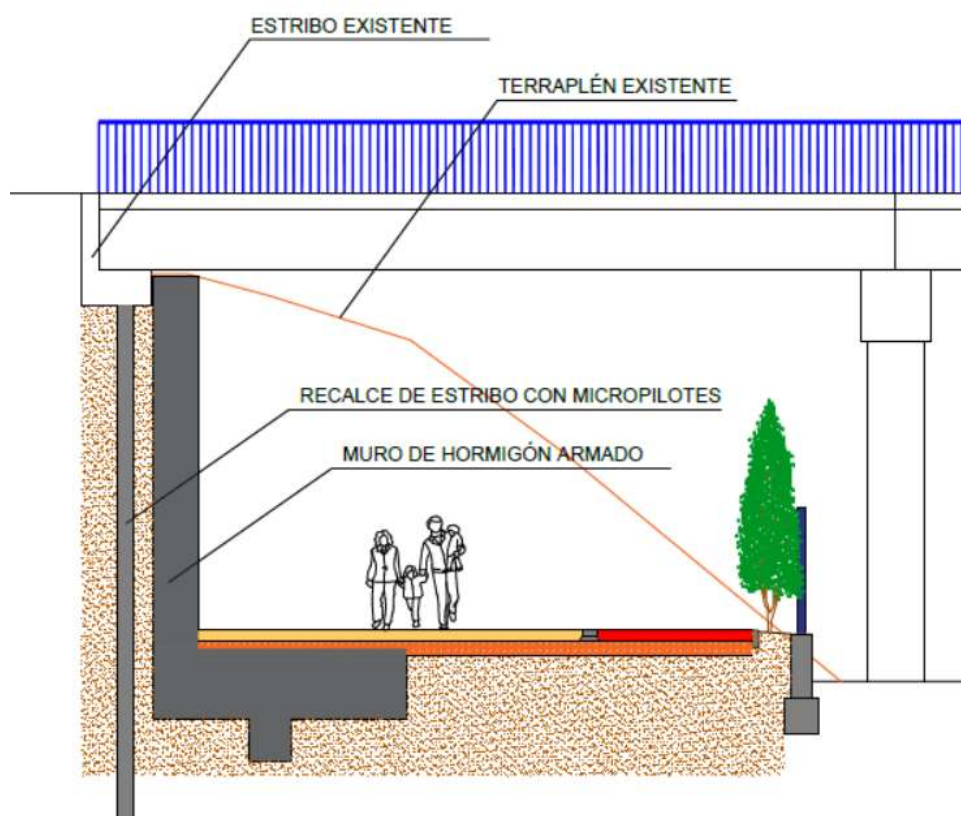 ESTRIBO EXISTENTE
TERRAPLÉN EXISTENTE
RECALCE DE ESTRIBO CON MICROPILOTES
MURO DE HORMIGÓN ARMADO